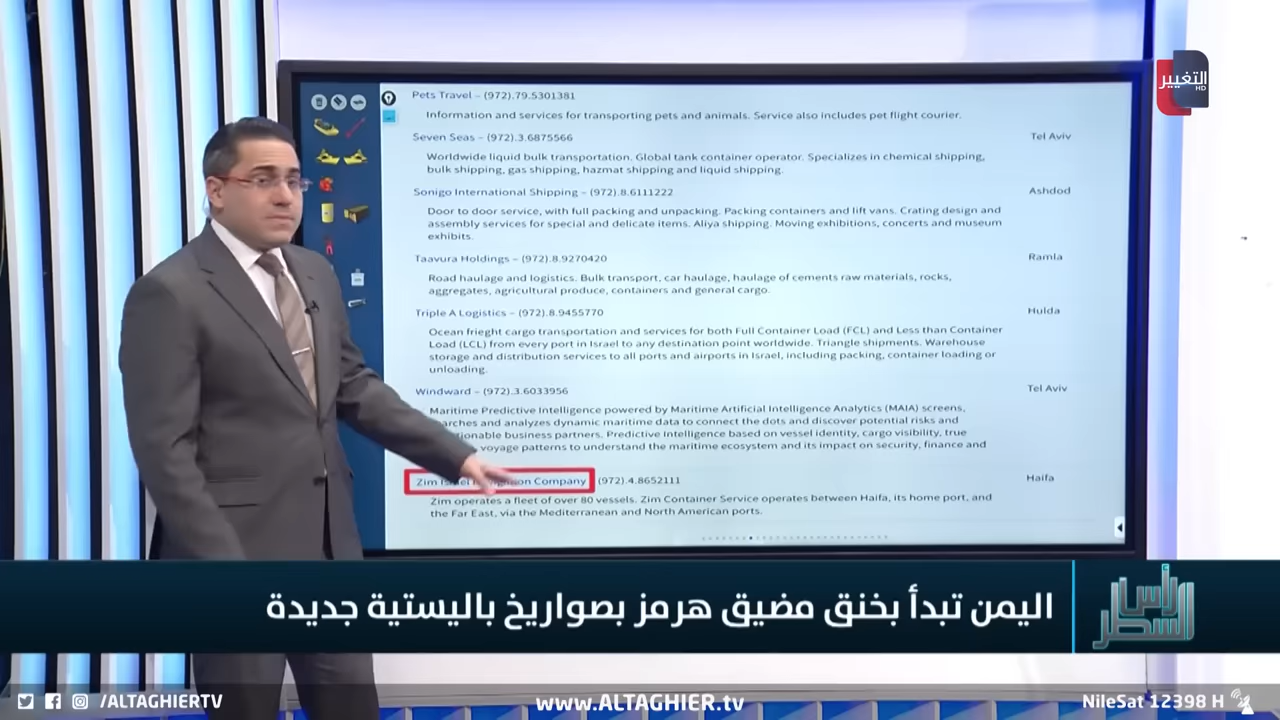 Pets Travel – (972).79.5301381
Information and services for transporting pets and animals. Service also includes pet flight courier.
Seven Seas – (972).3.6875566
Tel Aviv
Worldwide liquid bulk transportation. Global tank container operator. Specializes in chemical shipping,
bulk shipping, gas shipping, hazmat shipping and liquid shipping.
Sonigo International Shipping – (972).8.6111222
Ashdod
Door to door service, with full packing and unpacking. Packing containers and lift vans. Crating design and
assembly services for special and delicate items. Aliya shipping. Moving exhibitions, concerts and museum
exhibits.
Taavura Holdings – (972).8.9270420
Ramla
Road haulage and logistics. Bulk transport, car haulage, haulage of cements raw materials, rocks,
aggregates, agricultural produce, containers and general cargo.
Triple A Logistics – (972).8.9455770
Hulda
Ocean frieght cargo transportation and services for both Full Container Load (FCL) and Less than Container
Load (LCL) from every port in Israel to any destination point worldwide. Triangle shipments. Warehouse
storage and distribution services to all ports and airports in Israel, including packing, container loading or
unloading.
Windward – (972).3.6033956
Tel Aviv
Maritime Predictive Intelligence powered by Maritime Artificial Intelligence Analytics (MAIA) screens,
and analyzes dynamic maritime data to connect the dots and discover potential risks and
business partners. Predictive Intelligence based on vessel identity, cargo visibility, true
voyage patterns to understand the maritime ecosystem and its impact on security, finance and
Zim Company (972).4.8652111
Haifa
Zim operates a fleet of over 80 vessels. Zim Container Service operates between Haifa, its home port, and
the Far East, via the Mediterranean and North American ports.
التغيير
HD
اليمن تبدأ بخنق مضيق هرمز بصواريخ باليستية جديدة
رأس
السطر
/ALTAGHIERTV
www.ALTAGHIER.tv
NileSat 12398 H